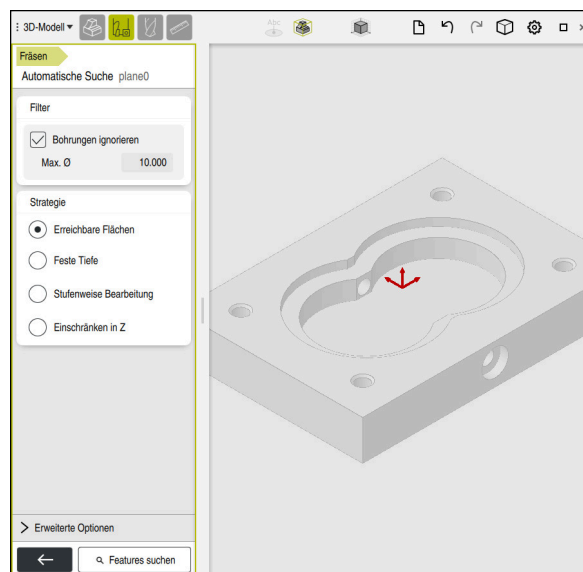 3D-Modell
Abc
Fräsen
Automatische Suche plane0
Filter
Bohrungen ignorieren
Max. Ø 10.000
Strategie
Erreichbare Flächen
Feste Tiefe
Stufenweise Bearbeitung
Einschränken in Z
Erweiterte Optionen
Features suchen